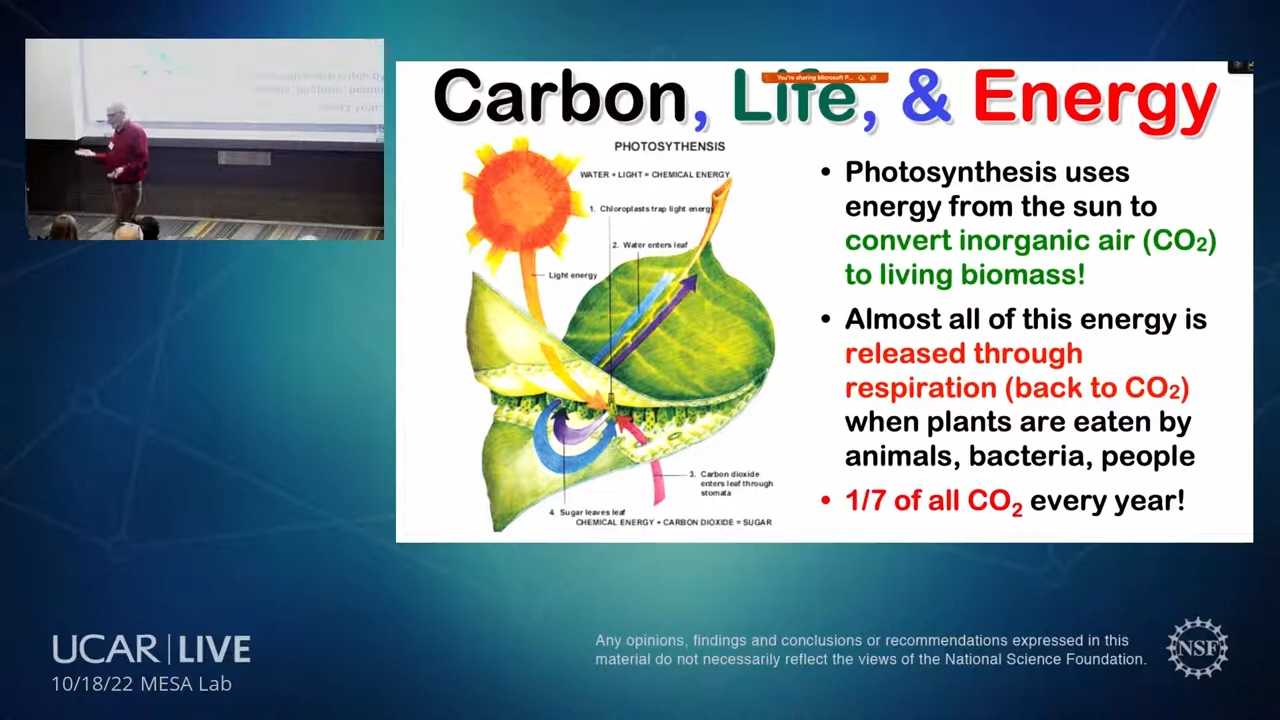 You're sharing Microsoft P...
Carbon, Life, & Energy
PHOTOSYTHENSIS
WATER + LIGHT = CHEMICAL ENERGY
1. Chloroplasts trap light energy
2. Water enters leaf
Light energy
3. Carbon dioxide
enters leaf through
stomata
4. Sugar leaves leaf
CHEMICAL ENERGY + CARBON DIOXIDE = SUGAR
• Photosynthesis uses
energy from the sun to
convert inorganic air (CO₂)
to living biomass!
• Almost all of this energy is
released through
respiration (back to CO₂)
when plants are eaten by
animals, bacteria, people
• 1/7 of all CO₂ every year!
UCAR | LIVE
10/18/22 MESA Lab
Any opinions, findings and conclusions or recommendations expressed in this
material do not necessarily reflect the views of the National Science Foundation.
NSF